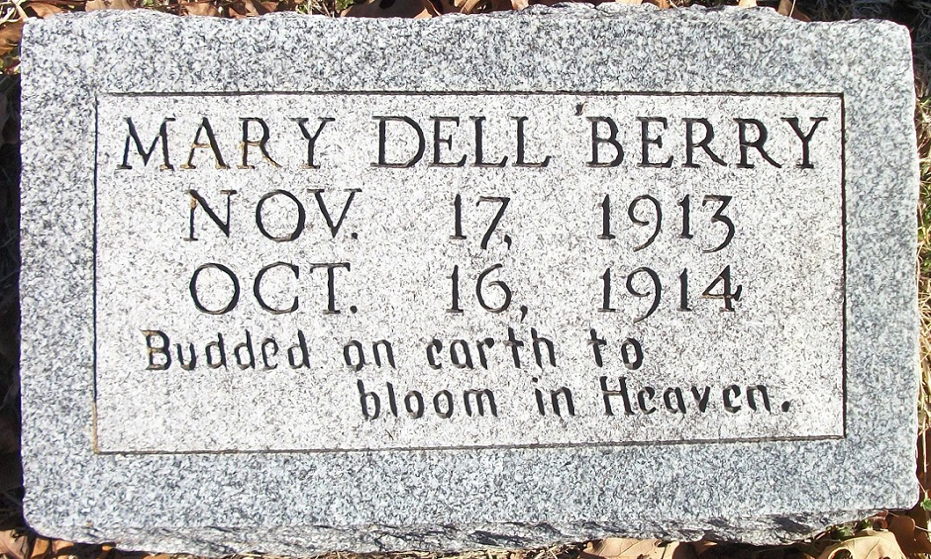 MARY DELL BERRY
NOV. 17, 1913
OCT. 16, 1914
Budded on earth to
bloom in Heaven.